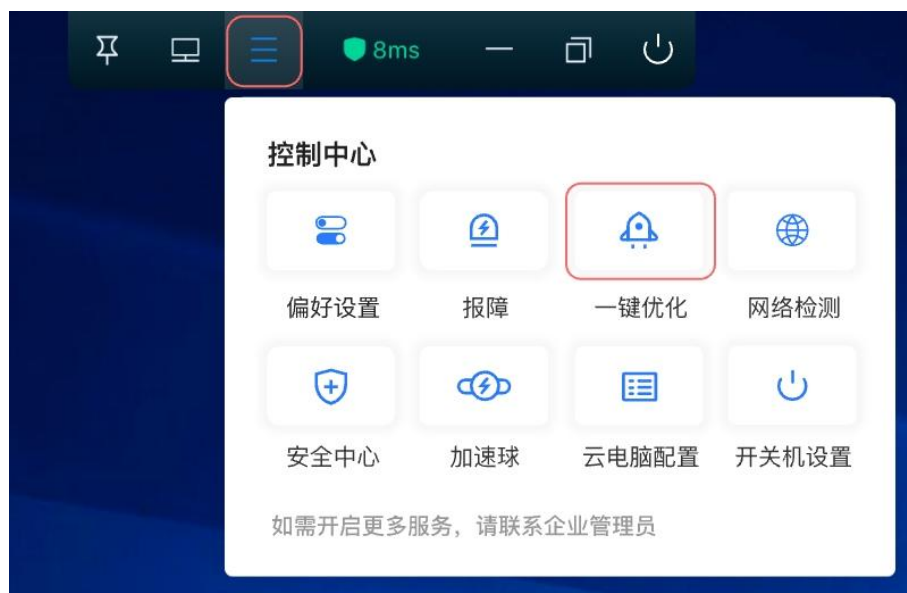 8ms
控制中心
偏好设置 报障 一键优化 网络检测
安全中心 加速球 云电脑配置 开关机设置
如需开启更多服务，请联系企业管理员